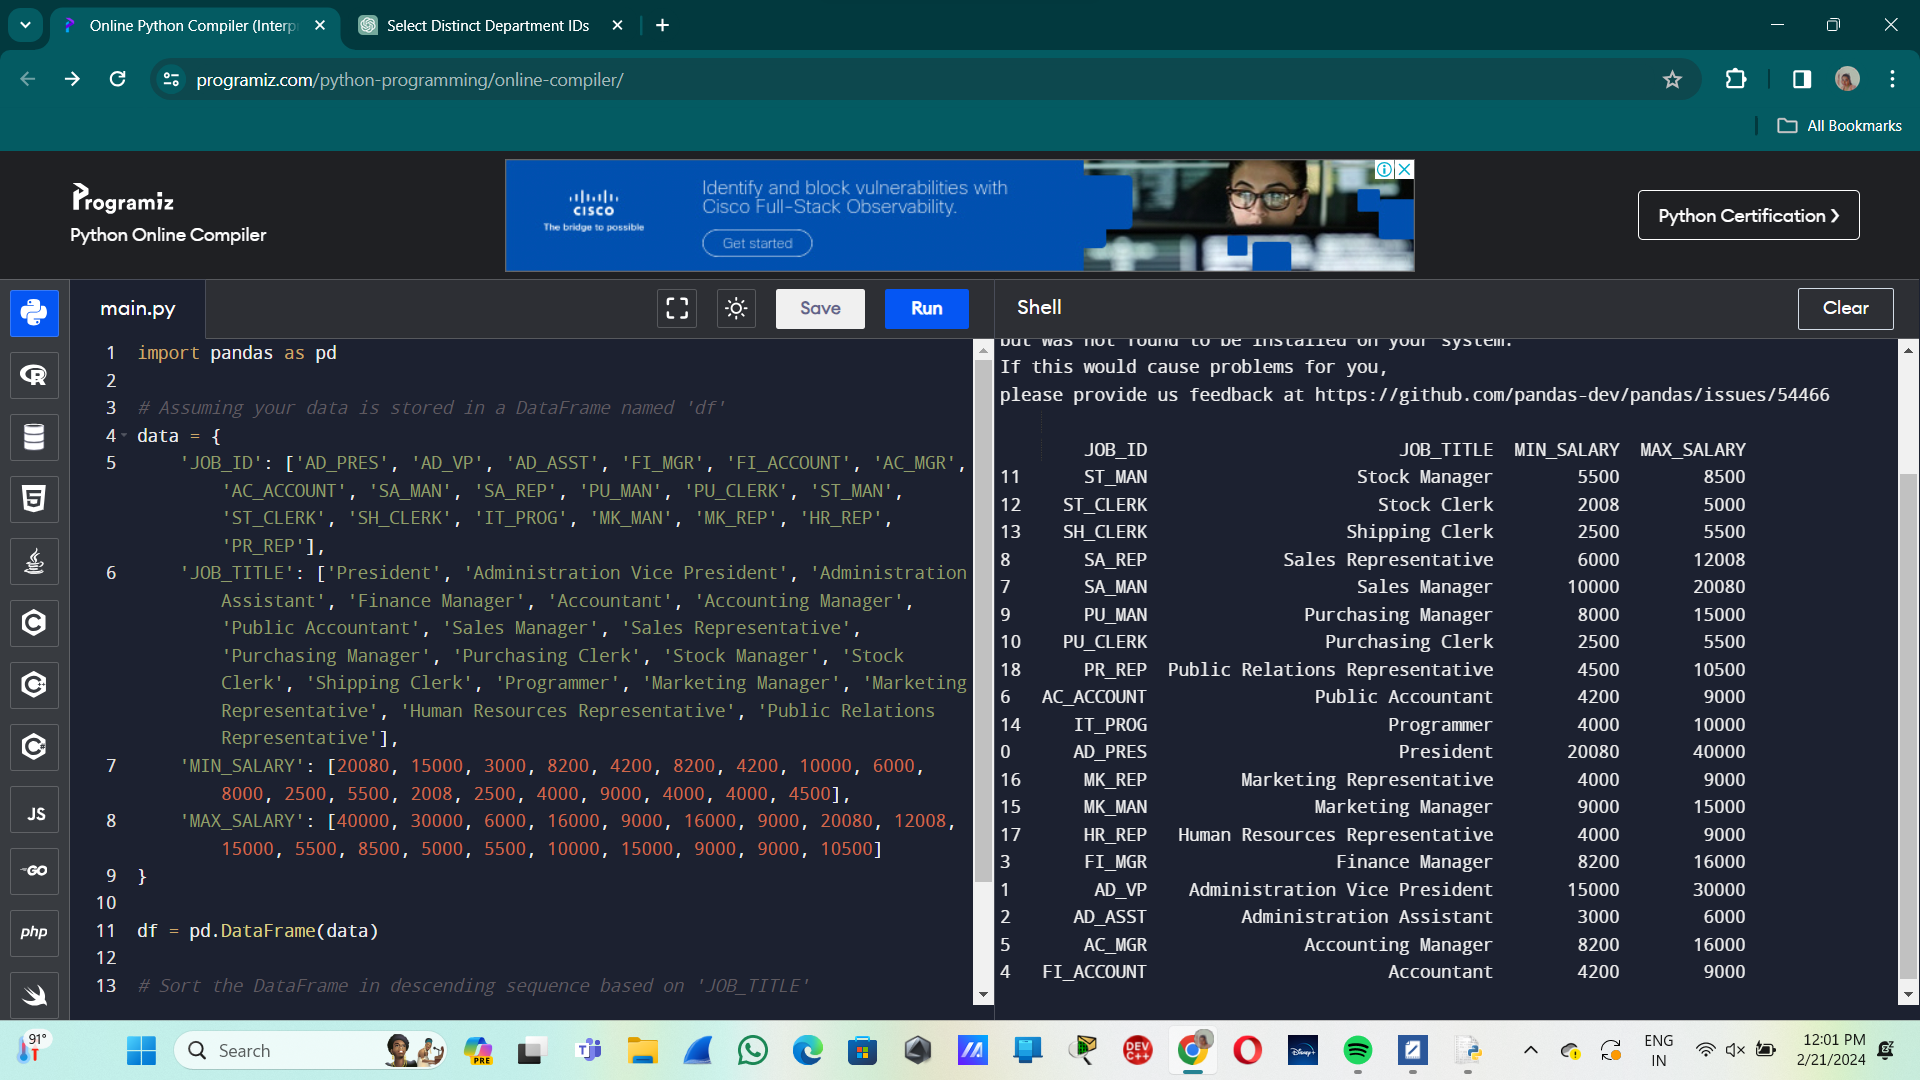 Online Python Compiler (Interp
Select Distinct Department IDs
programiz.com/python-programming/online-compiler/
All Bookmarks
Programiz
Python Online Compiler
CISCO
The bridge to possible
Identify and block vulnerabilities with
Cisco Full-Stack Observability.
Get started
Python Certification ❯
main.py
Save
Run
Shell
Clear
1 import pandas as pd
2
3 # Assuming your data is stored in a DataFrame named 'df'
4 data = {
5 'JOB_ID': ['AD_PRES', 'AD_VP', 'AD_ASST', 'FI_MGR', 'FI_ACCOUNT', 'AC_MGR',
'AC_ACCOUNT', 'SA_MAN', 'SA_REP', 'PU_MAN', 'PU_CLERK', 'ST_MAN',
'ST_CLERK', 'SH_CLERK', 'IT_PROG', 'MK_MAN', 'MK_REP', 'HR_REP',
'PR_REP'],
6 'JOB_TITLE': ['President', 'Administration Vice President', 'Administration
Assistant', 'Finance Manager', 'Accountant', 'Accounting Manager',
'Public Accountant', 'Sales Manager', 'Sales Representative',
'Purchasing Manager', 'Purchasing Clerk', 'Stock Manager', 'Stock
Clerk', 'Shipping Clerk', 'Programmer', 'Marketing Manager', 'Marketing
Representative', 'Human Resources Representative', 'Public Relations
Representative'],
7 'MIN_SALARY': [20080, 15000, 3000, 8200, 4200, 8200, 4200, 10000, 6000,
8000, 2500, 5500, 2008, 2500, 4000, 9000, 4000, 4000, 4500],
8 'MAX_SALARY': [40000, 30000, 6000, 16000, 9000, 16000, 9000, 20080, 12008,
15000, 5500, 8500, 5000, 5500, 10000, 15000, 9000, 9000, 10500]
9 }
10
11 df = pd.DataFrame(data)
12
13 # Sort the DataFrame in descending sequence based on 'JOB_TITLE'
but was not found to be installed on your system.
If this would cause problems for you,
please provide us feedback at https://github.com/pandas-dev/pandas/issues/54466
JOB_ID JOB_TITLE MIN_SALARY MAX_SALARY
11 ST_MAN Stock Manager 5500 8500
12 ST_CLERK Stock Clerk 2008 5000
13 SH_CLERK Shipping Clerk 2500 5500
8 SA_REP Sales Representative 6000 12008
7 SA_MAN Sales Manager 10000 20080
9 PU_MAN Purchasing Manager 8000 15000
10 PU_CLERK Purchasing Clerk 2500 5500
18 PR_REP Public Relations Representative 4500 10500
6 AC_ACCOUNT Public Accountant 4200 9000
14 IT_PROG Programmer 4000 10000
0 AD_PRES President 20080 40000
16 MK_REP Marketing Representative 4000 9000
15 MK_MAN Marketing Manager 9000 15000
17 HR_REP Human Resources Representative 4000 9000
3 FI_MGR Finance Manager 8200 16000
1 AD_VP Administration Vice President 15000 30000
2 AD_ASST Administration Assistant 3000 6000
5 AC_MGR Accounting Manager 8200 16000
4 FI_ACCOUNT Accountant 4200 9000
JS
GO
php
91°
Search
PRE
DEV C++
Disney+
ENG
IN
12:01 PM
2/21/2024